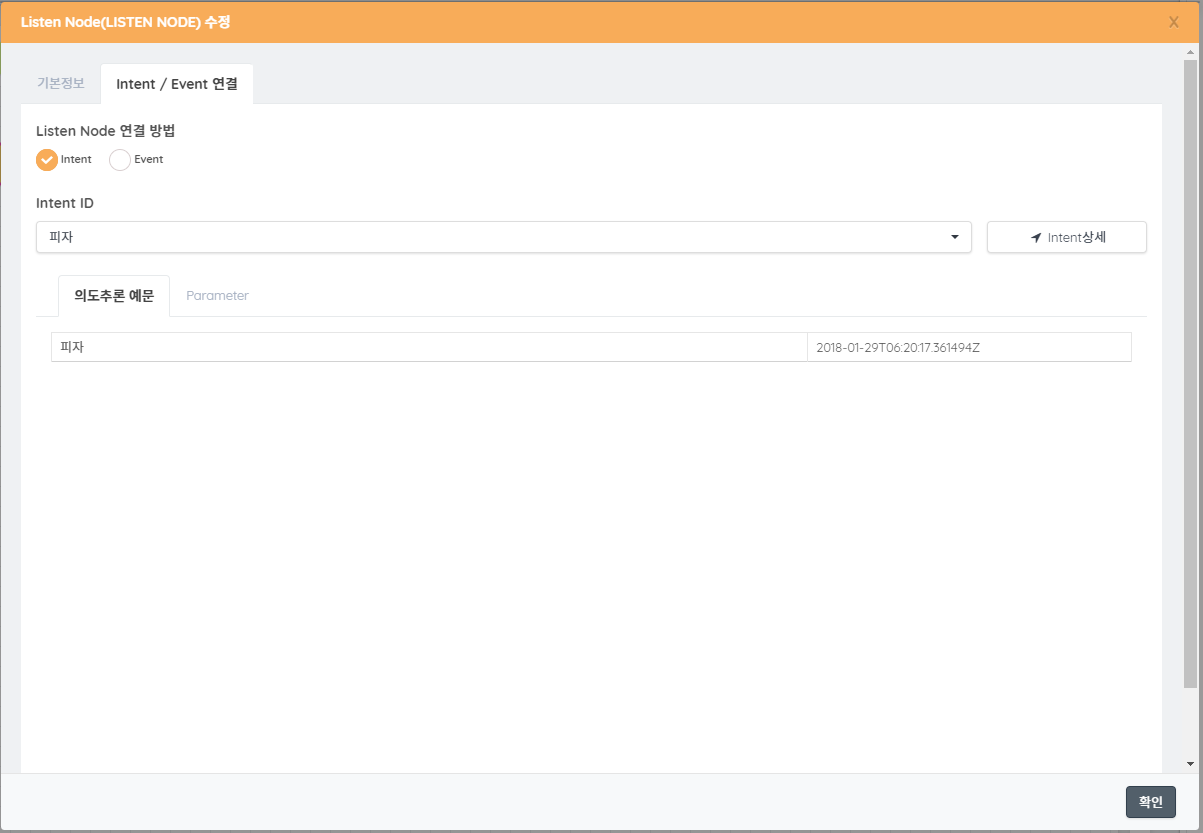 Listen Node(LISTEN NODE) 수정 X
기본정보 Intent / Event 연결
Listen Node 연결 방법
Intent Event
Intent ID
피자 Intent상세
의도추론 예문 Parameter
피자 2018-01-29T06:20:17.361494Z
확인